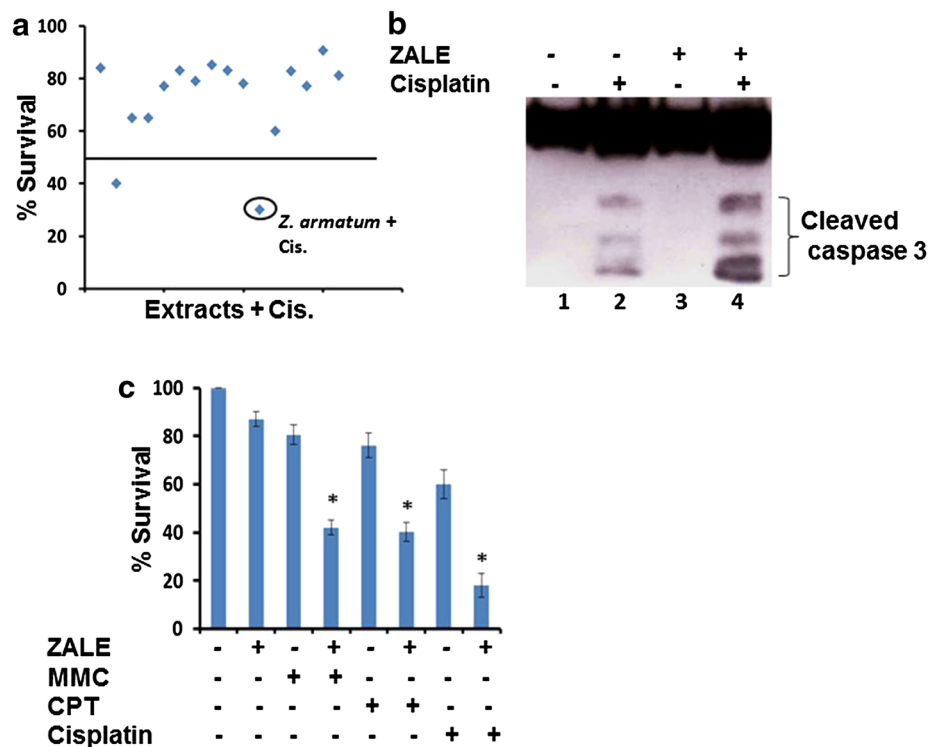 a
100
80
60
40
20
0
% Survival
Z. armatum +
Cis.
Extracts + Cis.
b
ZALE - - + +
Cisplatin - + - +
Cleaved
caspase 3
1 2 3 4
c
100
80
60
40
20
0
% Survival
* * *
ZALE - + - + - + - +
MMC - - + + - - - -
CPT - - - - + + - -
Cisplatin - - - - - - + +